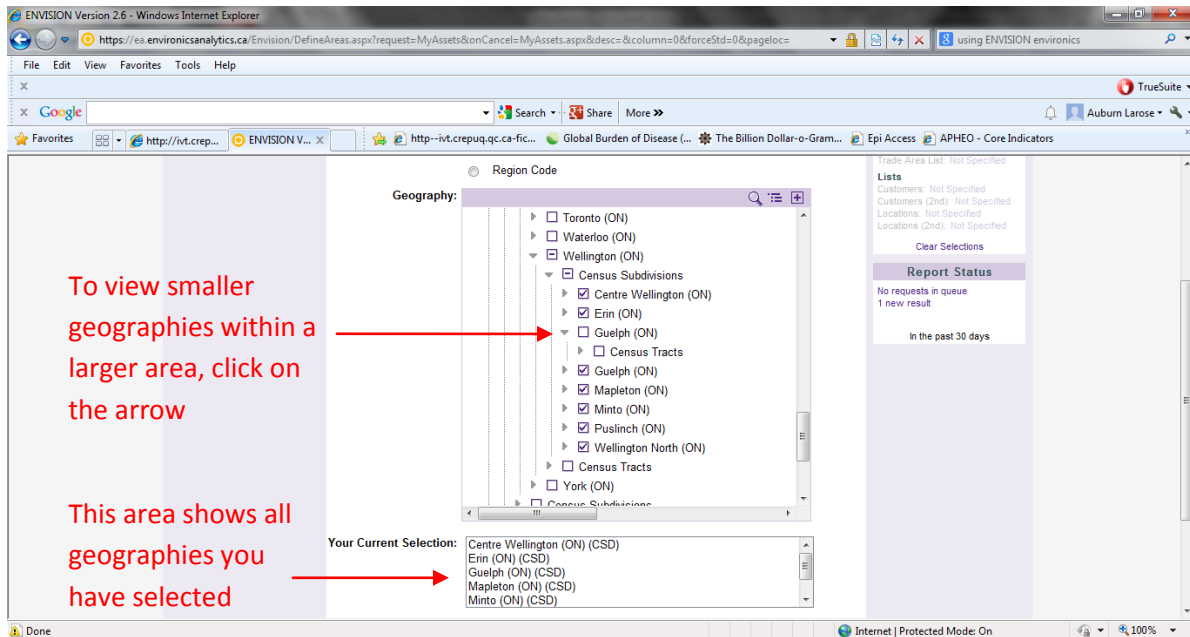 ENVISION Version 2.6 - Windows Internet Explorer
https://ea.environicsanalytics.ca/Envision/DefineAreas.aspx?request=MyAssets&onCancel=MyAssets.aspx&desc=&column=0&forceStd=0&pageloc=
using ENVISION environics
File Edit View Favorites Tools Help
x TrueSuite
x Google Search Share More >> Auburn Larose
Favorites http://ivt.crep... ENVISION V... X http--ivt.crepuq.qc.ca-fic... Global Burden of Disease (... The Billion Dollar-o-Gram... Epi Access APHEO - Core Indicators
Region Code
Geography:
Toronto (ON)
Waterloo (ON)
Wellington (ON)
Census Subdivisions
Centre Wellington (ON)
Erin (ON)
Guelph (ON)
Census Tracts
Guelph (ON)
Mapleton (ON)
Minto (ON)
Puslinch (ON)
Wellington North (ON)
Census Tracts
York (ON)
Census Subdivisions
Your Current Selection:
Centre Wellington (ON) (CSD)
Erin (ON) (CSD)
Guelph (ON) (CSD)
Mapleton (ON) (CSD)
Minto (ON) (CSD)
To view smaller
geographies within a
larger area, click on
the arrow
This area shows all
geographies you
have selected
Trade Area List: Not Specified
Lists
Customers: Not Specified
Customers (2nd): Not Specified
Locations: Not Specified
Locations (2nd): Not Specified
Clear Selections
Report Status
No requests in queue
1 new result
In the past 30 days
Done Internet | Protected Mode: On 100%